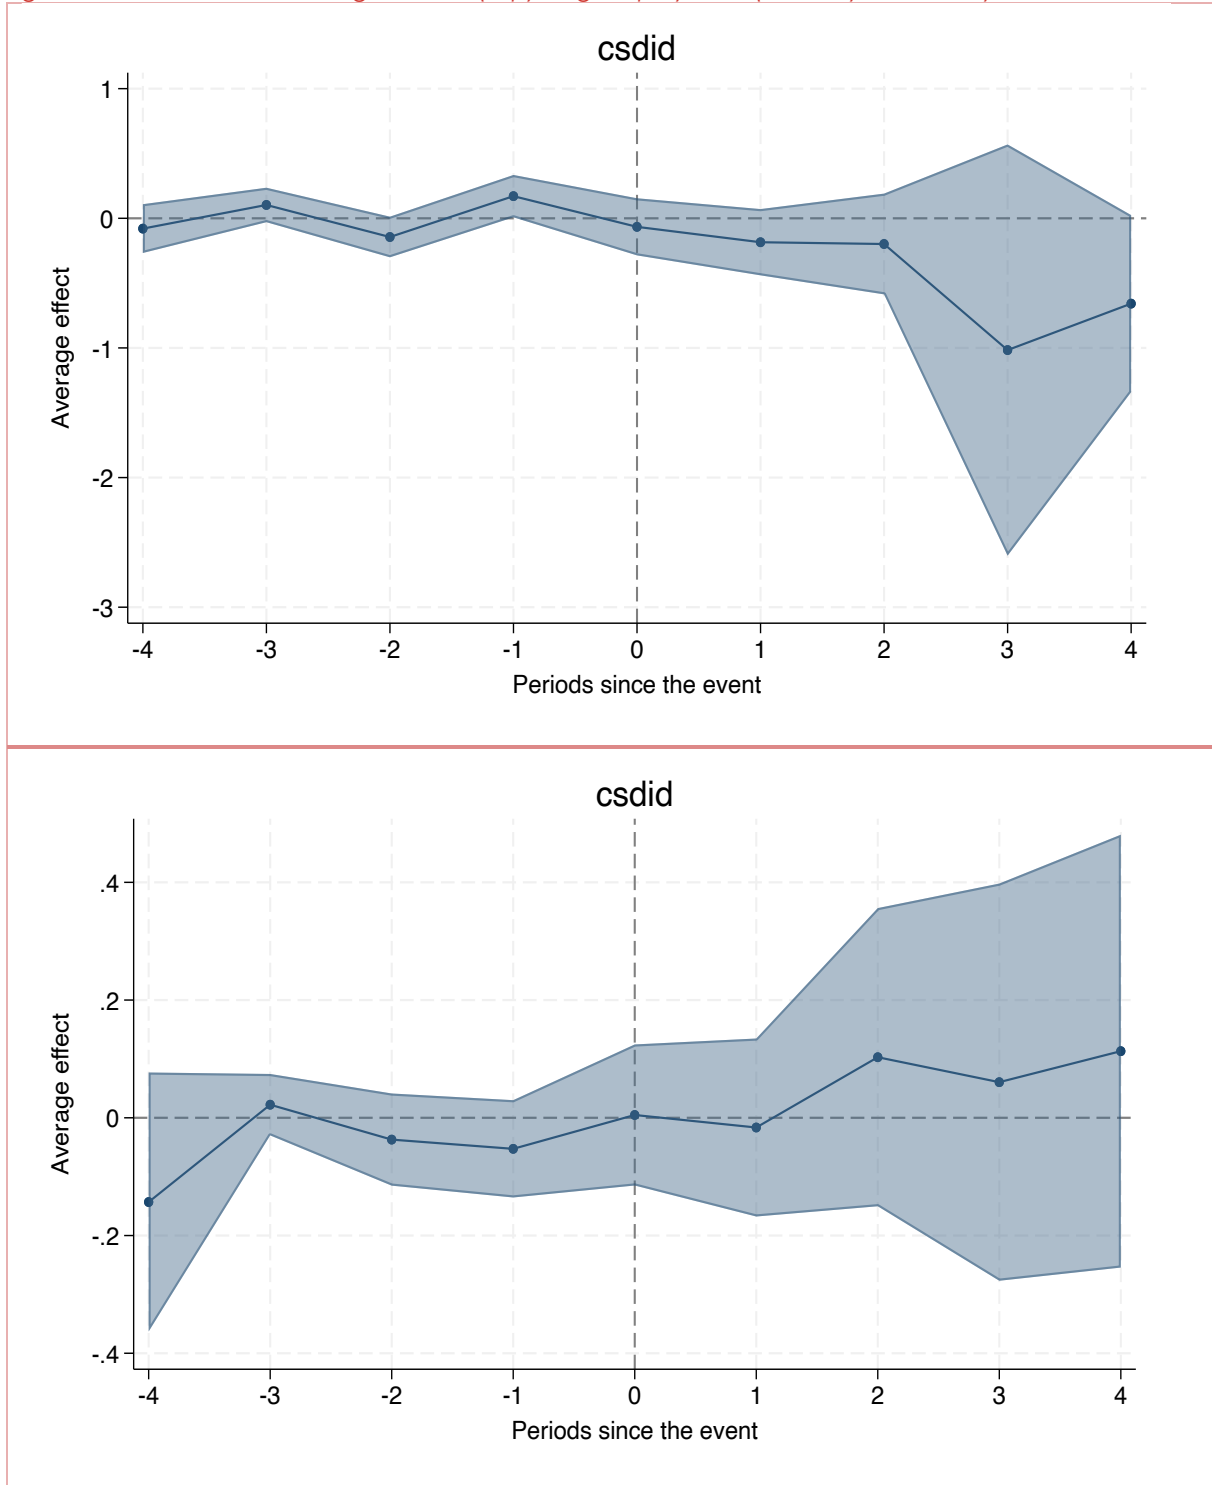 csdid
1
0
-1
-2
-3
Average effect
-4 -3 -2 -1 0 1 2 3 4
Periods since the event
csdid
.4
.2
0
-.2
-.4
Average effect
-4 -3 -2 -1 0 1 2 3 4
Periods since the event